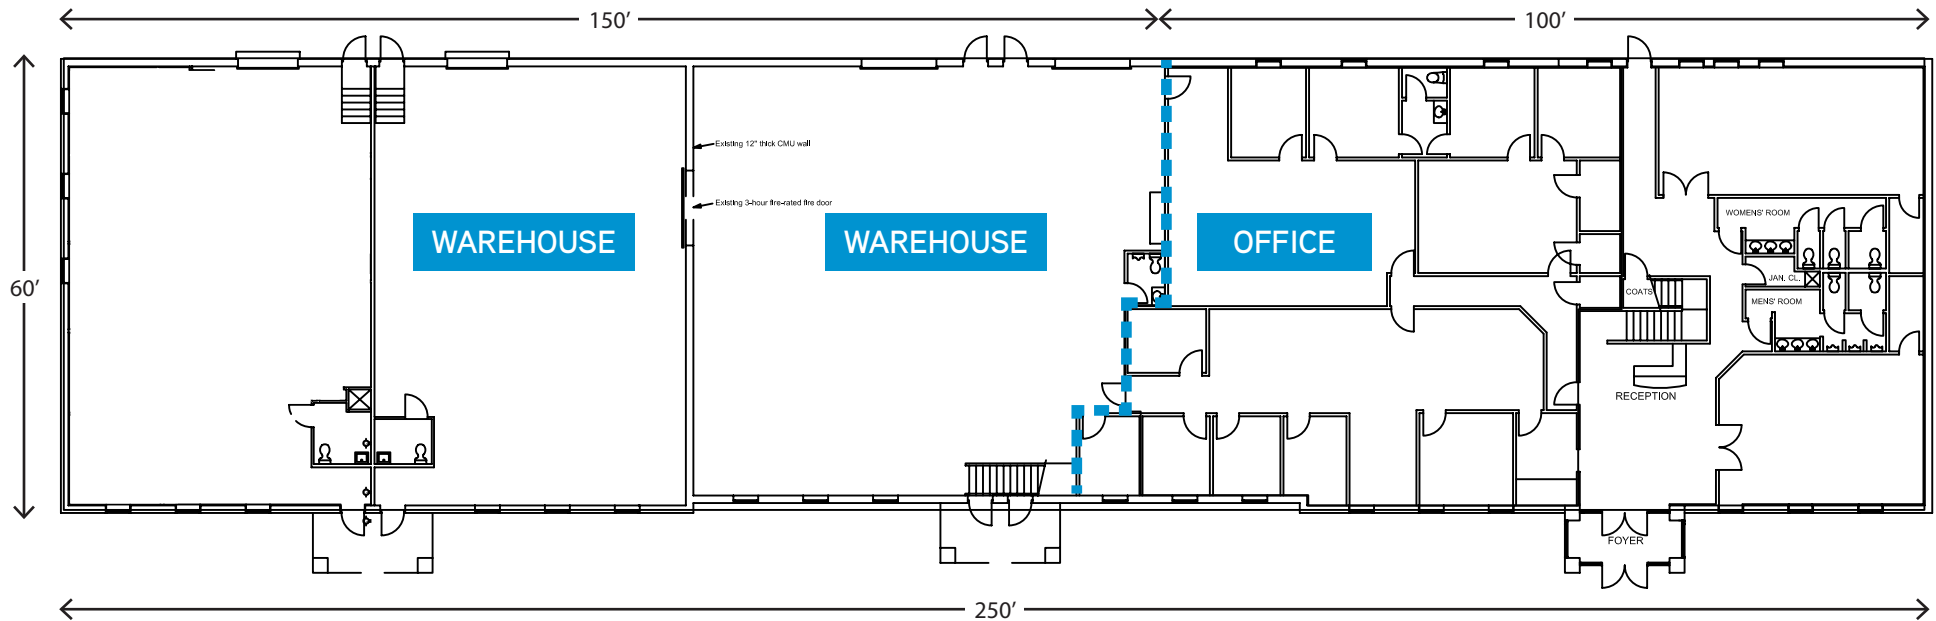 150’
100’
Existing 12" thick CMU wall
Existing 3-hour fire-rated fire door
WAREHOUSE
WAREHOUSE
OFFICE
WOMENS' ROOM
60’
JAN. CL.
COATS
MENS' ROOM
RECEPTION
FOYER
250’